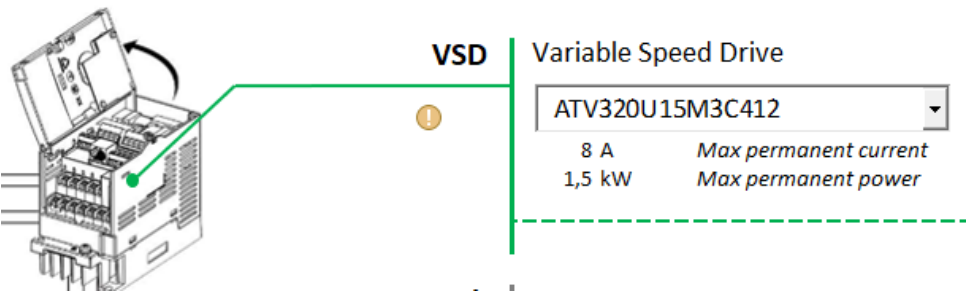 VSD
Variable Speed Drive
ATV320U15M3C412
8 A Max permanent current
1,5 kW Max permanent power